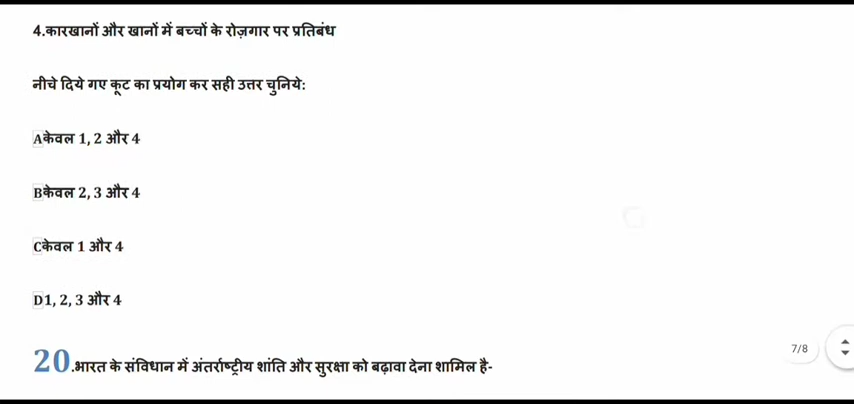 4.कारखानों और खानों में बच्चों के रोज़गार पर प्रतिबंध
नीचे दिये गए कूट का प्रयोग कर सही उत्तर चुनिये:
Aकेवल 1, 2 और 4
Bकेवल 2, 3 और 4
Cकेवल 1 और 4
D1, 2, 3 और 4
20.भारत के संविधान में अंतर्राष्ट्रीय शांति और सुरक्षा को बढ़ावा देना शामिल है-
7/8